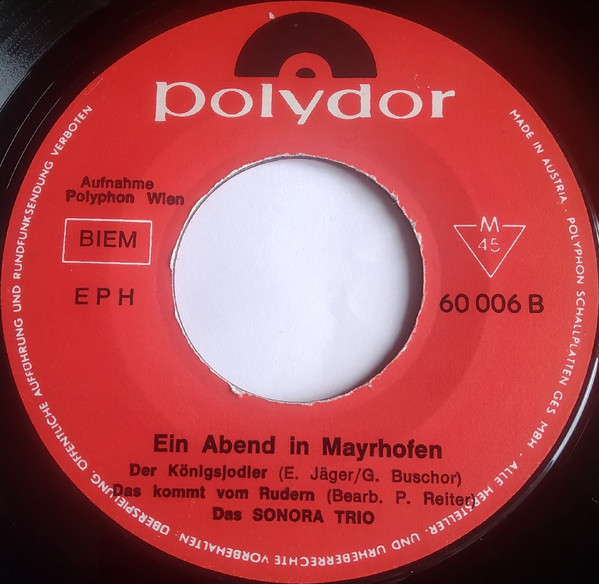 polydor
Aufnahme
Polyphon Wien
BIEM
M
45
E P H
60 006 B
Ein Abend in Mayrhofen
Der Königsjodler (E. Jäger/G. Buschor)
Das kommt vom Rudern (Bearb. P. Reiter)
Das SONORA TRIO
MADE IN AUSTRIA · POLYPHON SCHALLPLATTEN GES MBH · ALLE HERSTELLER- UND URHEBERRECHTE VORBEHALTEN: ÜBERSPIELUNG, ÖFFENTLICHE AUFFÜHRUNG UND RUNDFUNKSENDUNG VERBOTEN